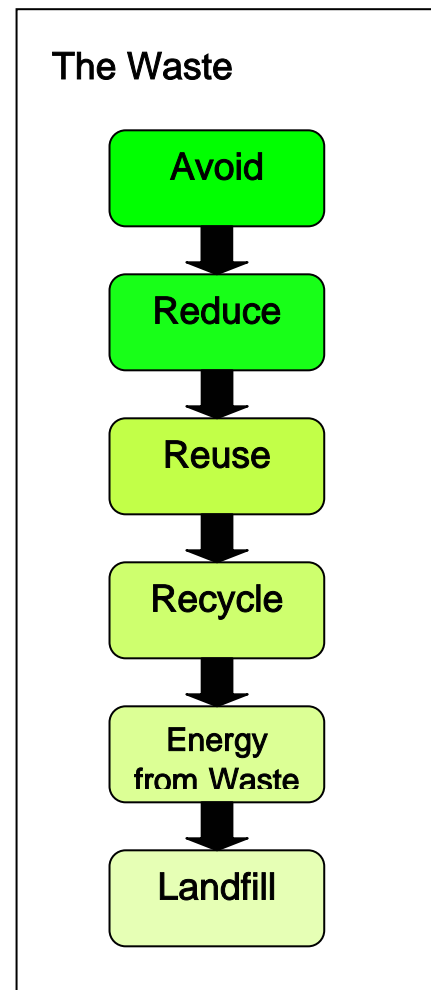 The Waste
Avoid
Reduce
Reuse
Recycle
Energy
from Waste
Landfill